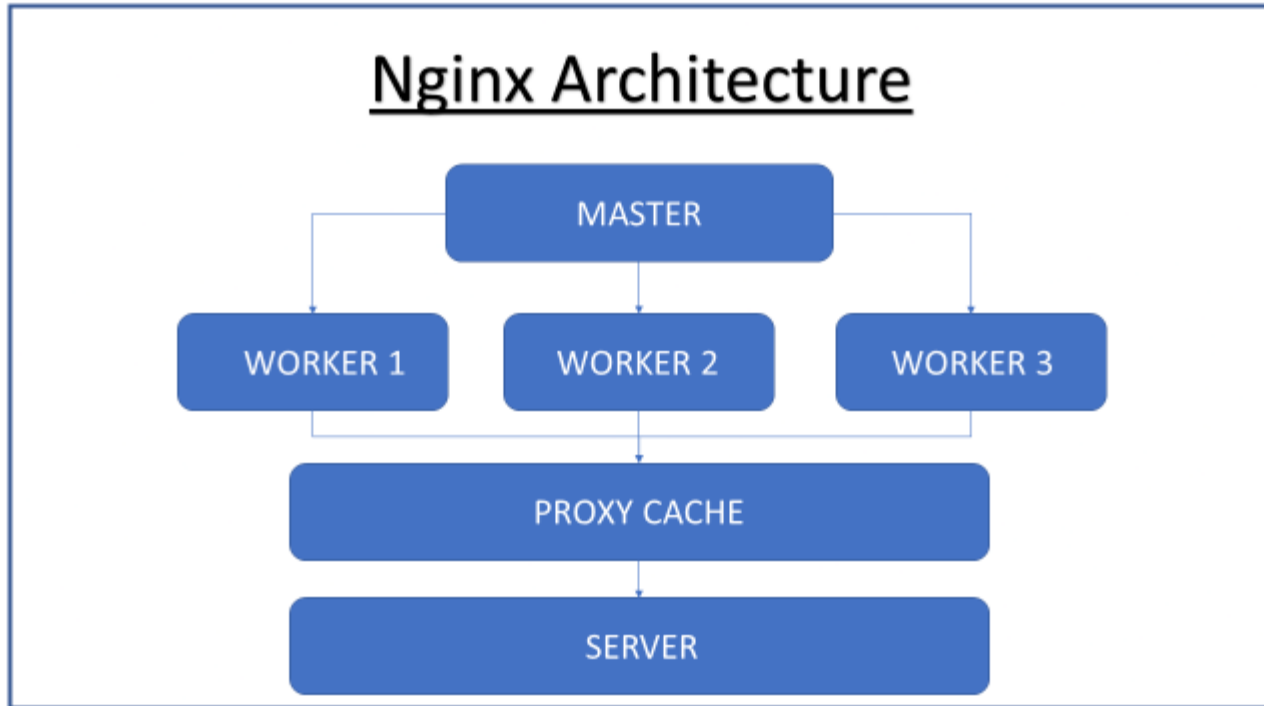 Nginx Architecture
MASTER
WORKER 1
WORKER 2
WORKER 3
PROXY CACHE
SERVER